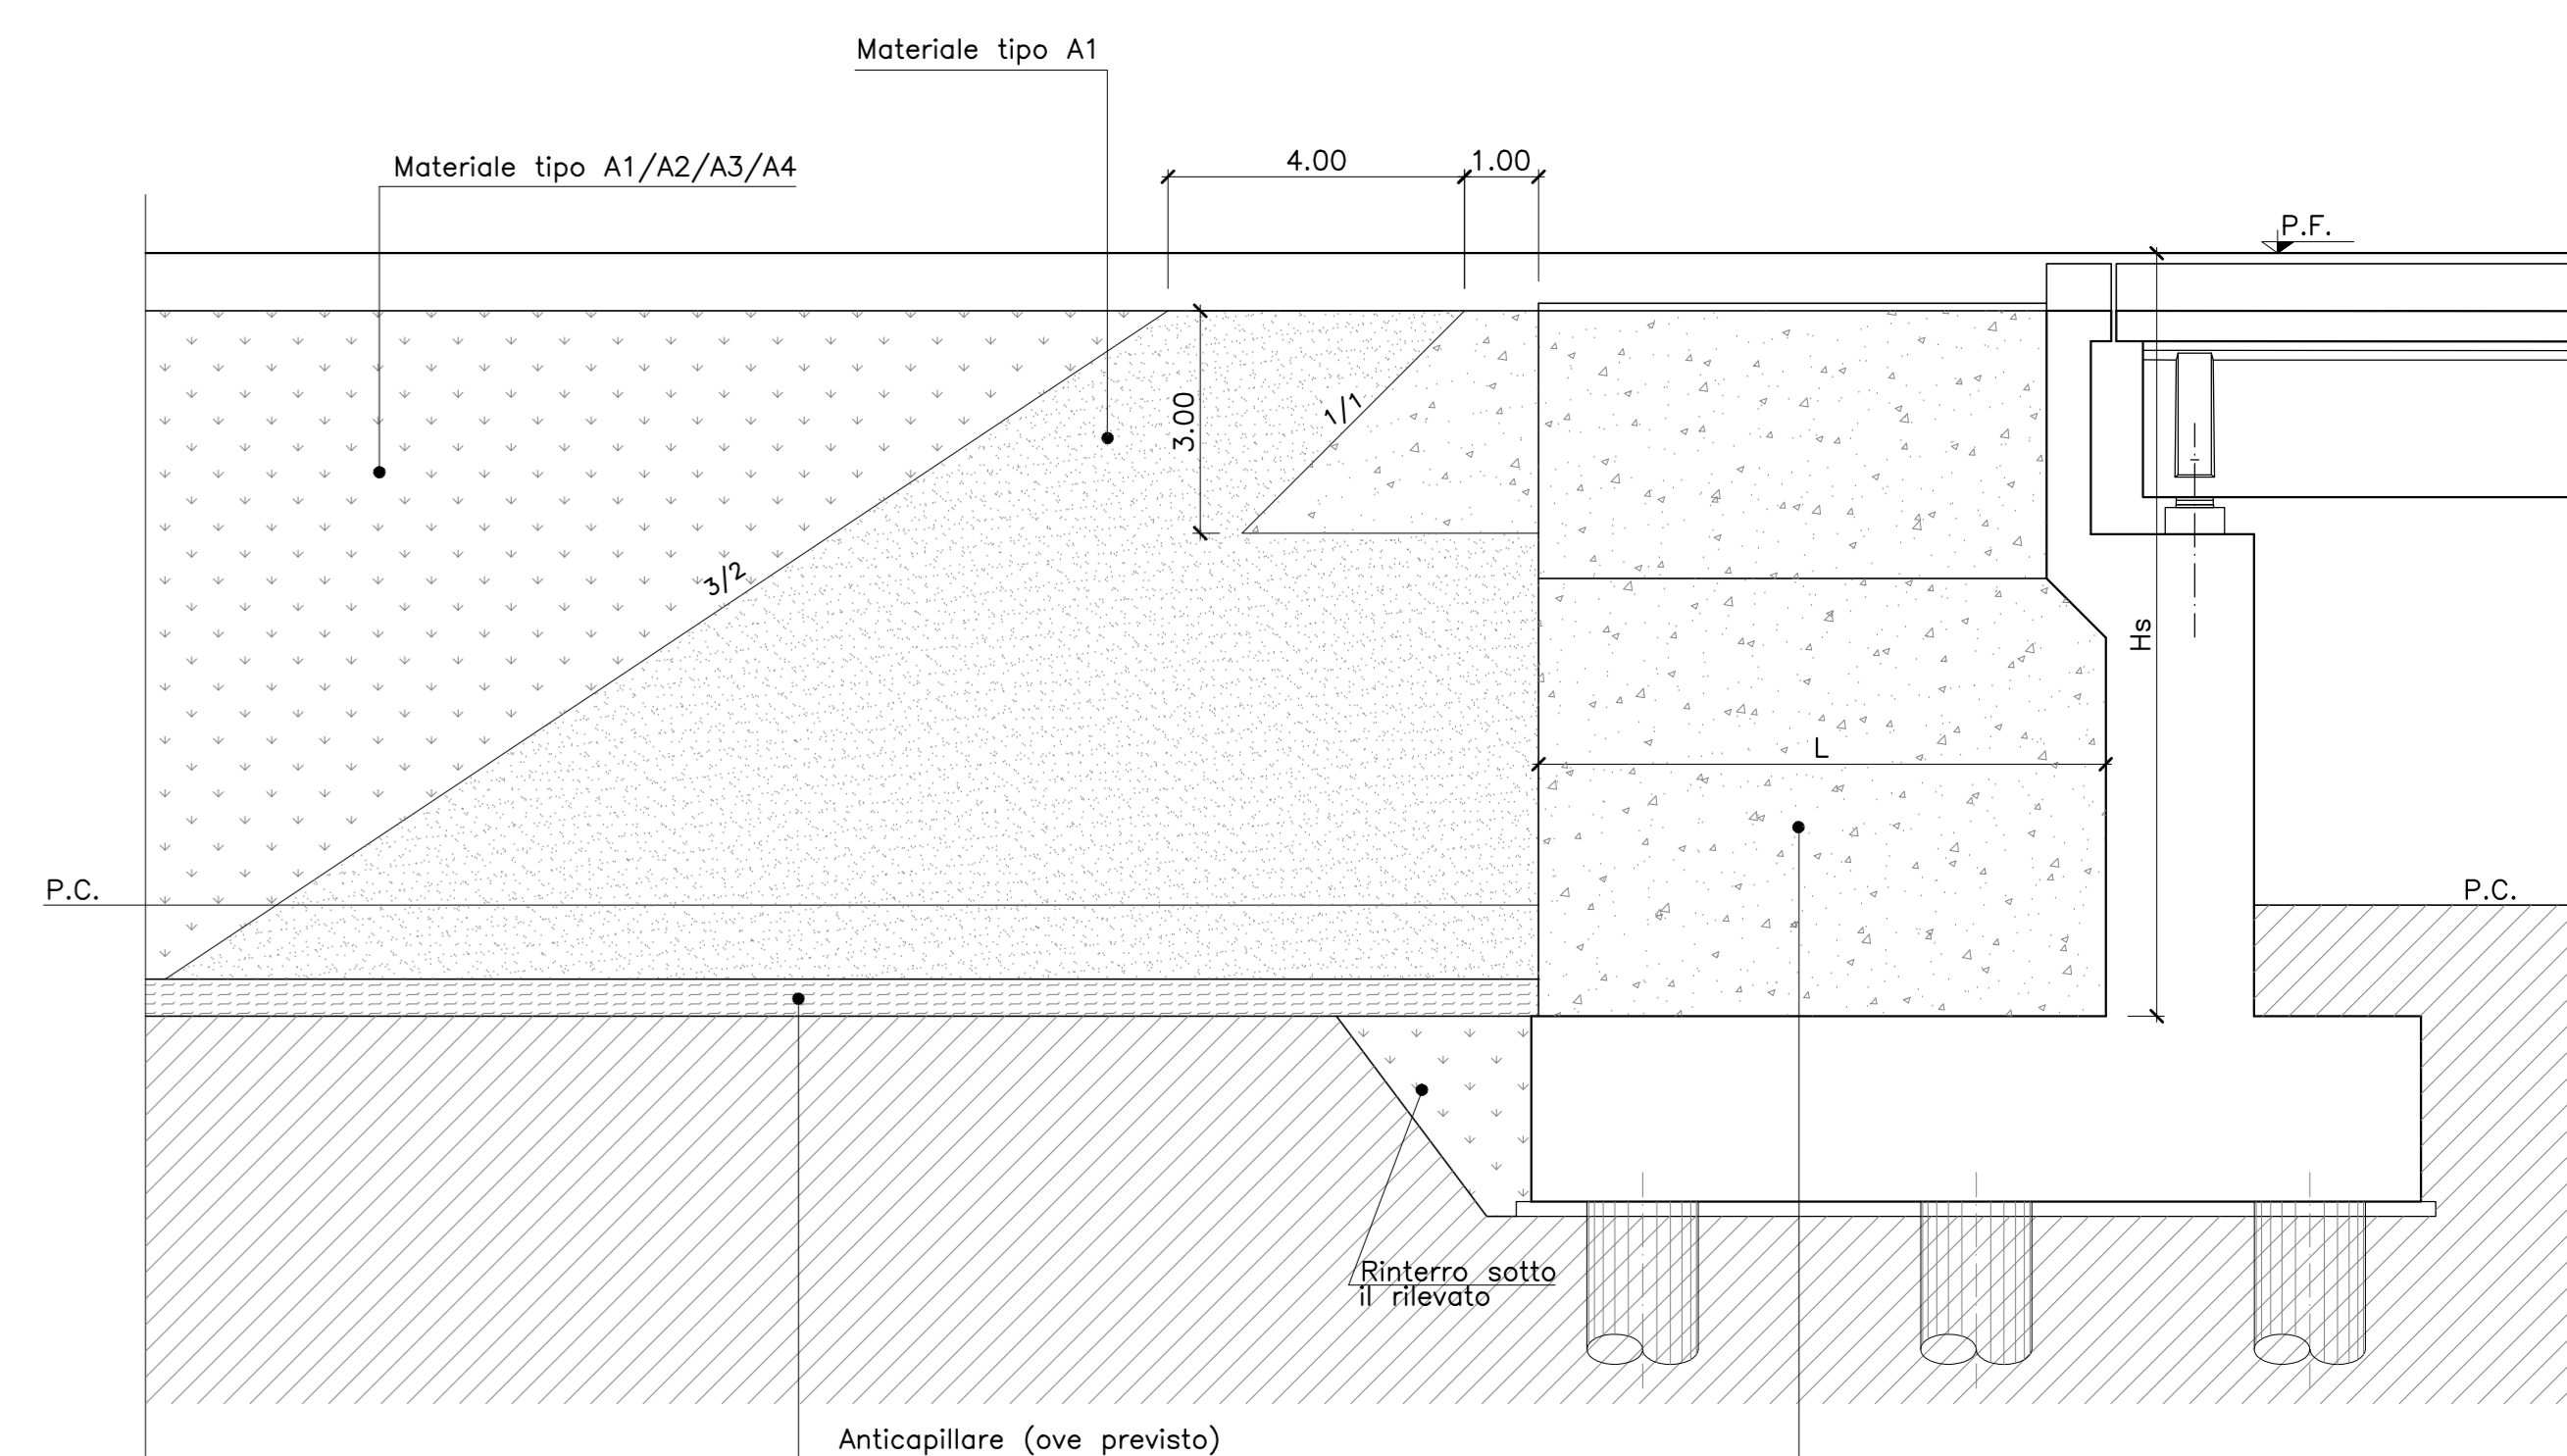 Materiale tipo A1
Materiale tipo A1/A2/A3/A4
4.00
1.00
P.F.
3.00
1/1
3/2
Hs
L
P.C.
P.C.
Rinterro sotto
il rilevato
Anticapillare (ove previsto)